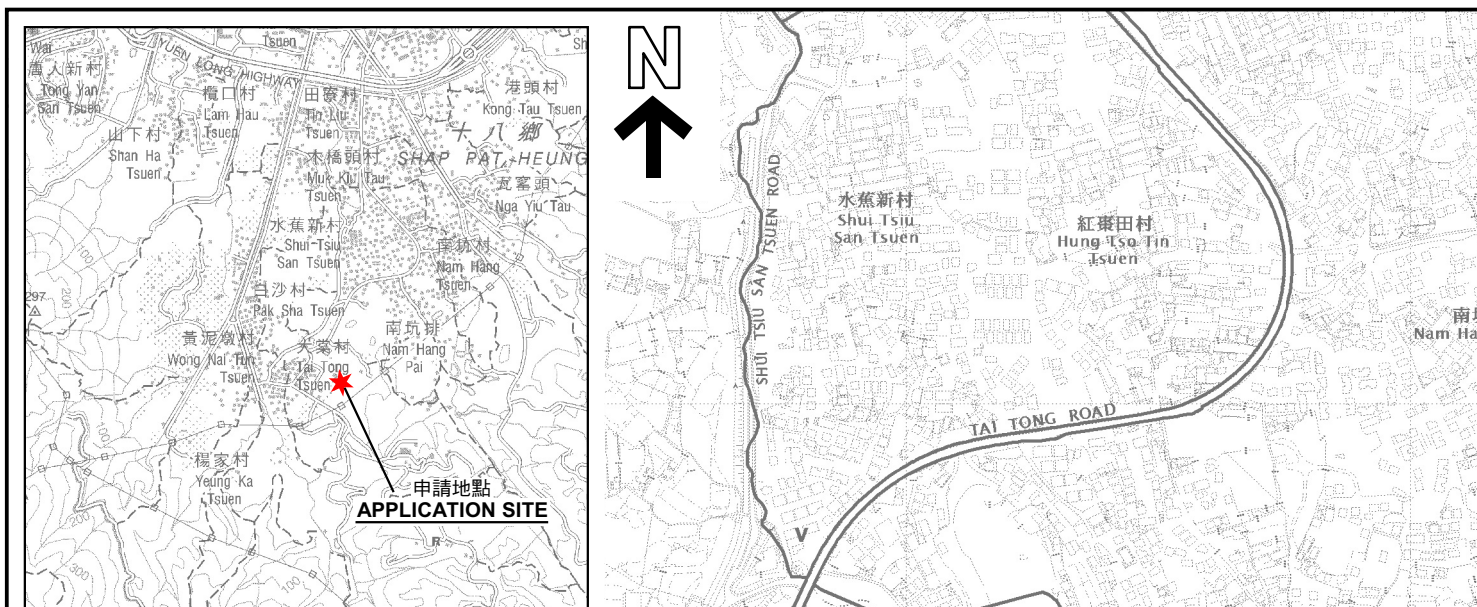 Tsuen
Sh
Wai
唐人新村
Tong Yan
San Tsuen
YUEN LONG HIGHWAY
欖口村
Lam Hau
Tsuen
田寮村
Tin Liu
Tsuen
港頭村
Kong Tau Tsuen
山下村
Shan Ha
Tsuen
十八鄉
SHAP PAT HEUNG
木橋頭村
Muk Kiu Tau
Tsuen
瓦窰頭
Nga Yiu Tau
水蕉新村
Shui Tsiu
San Tsuen
南坑村
Nam Hang
Tsuen
100
200
297
白沙村
Pak Sha Tsuen
黃泥墩村
Wong Nai Tun
Tsuen
大棠村
Tai Tong
Tsuen
南坑排
Nam Hang
Pai
100
楊家村
Yeung Ka
Tsuen
申請地點
APPLICATION SITE
200
R
300
100
N
SHUI TSIU SAN TSUEN ROAD
水蕉新村
Shui Tsiu
San Tsuen
紅棗田村
Hung Tso Tin
Tsuen
Nam Ha
TAI TONG ROAD
V